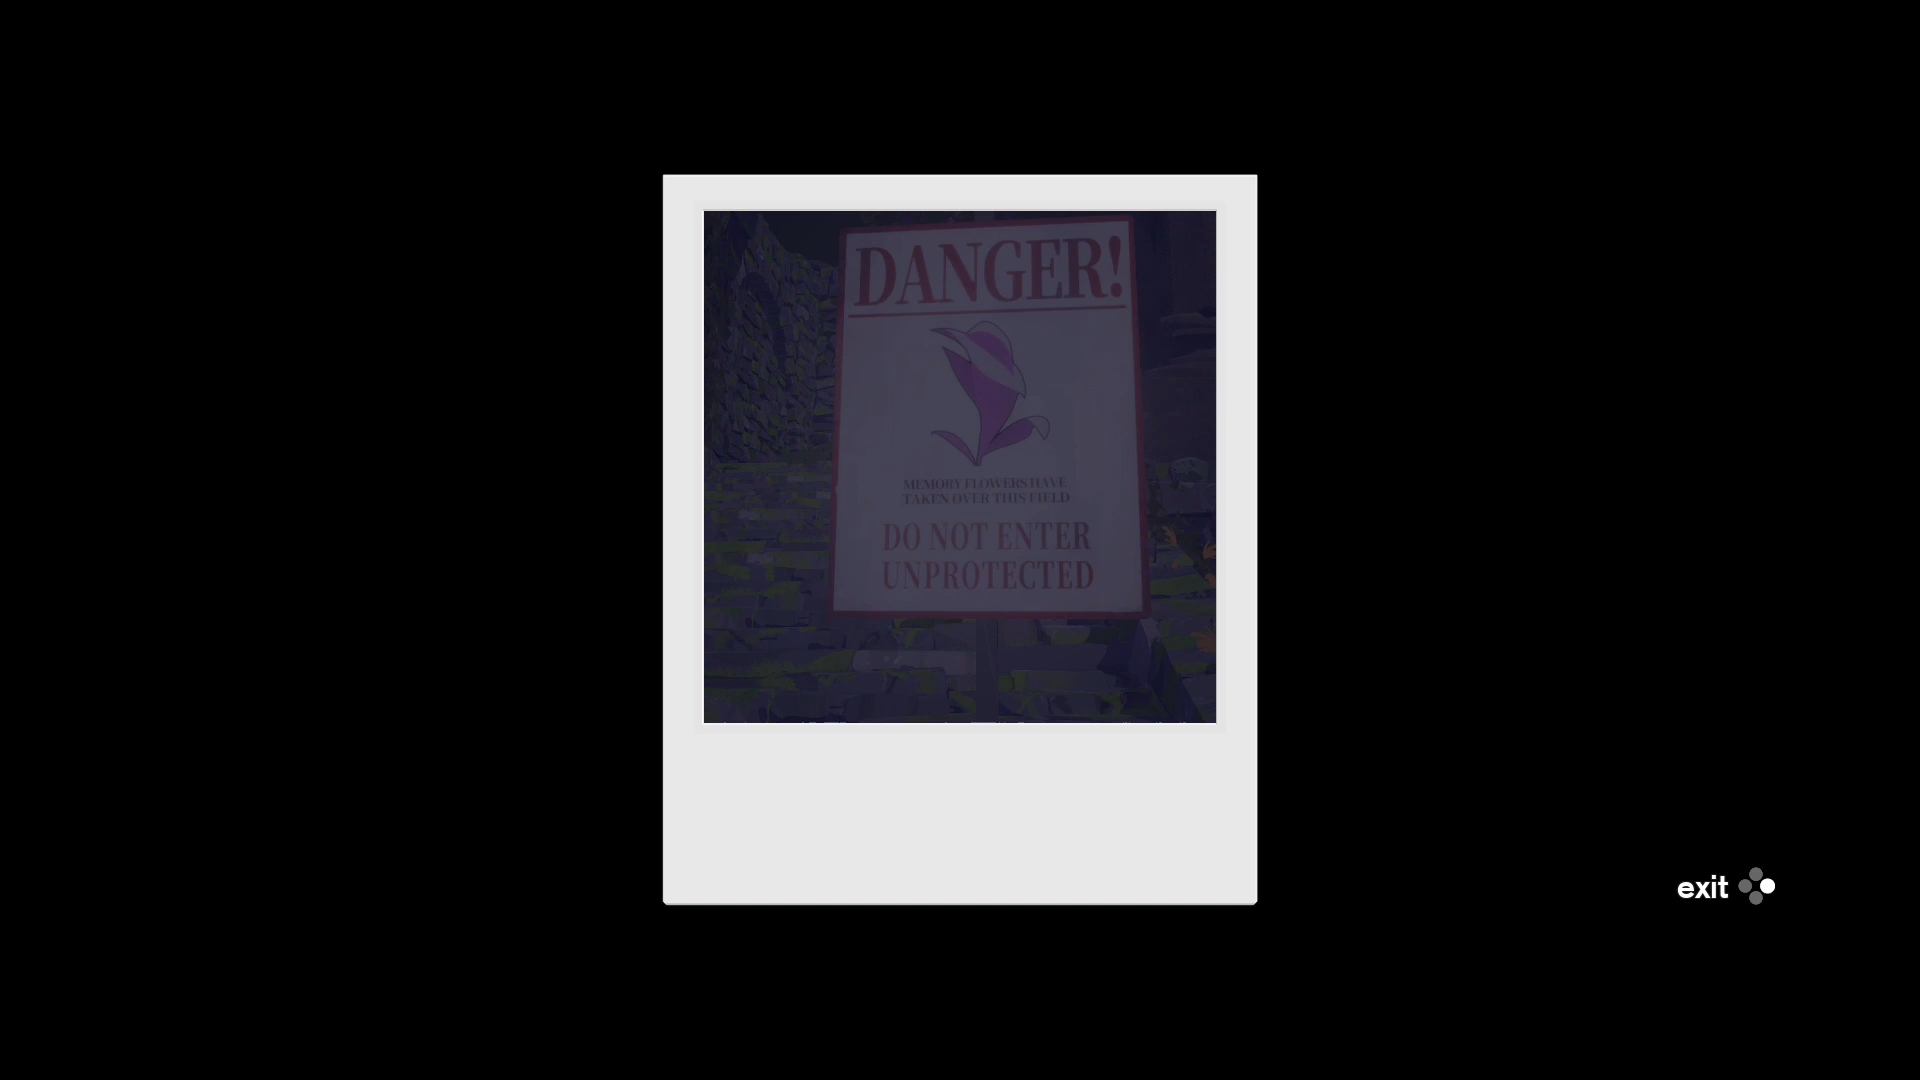 DANGER!
MEMORY FLOWERS HAVE
TAKEN OVER THIS FIELD
DO NOT ENTER
UNPROTECTED
exit